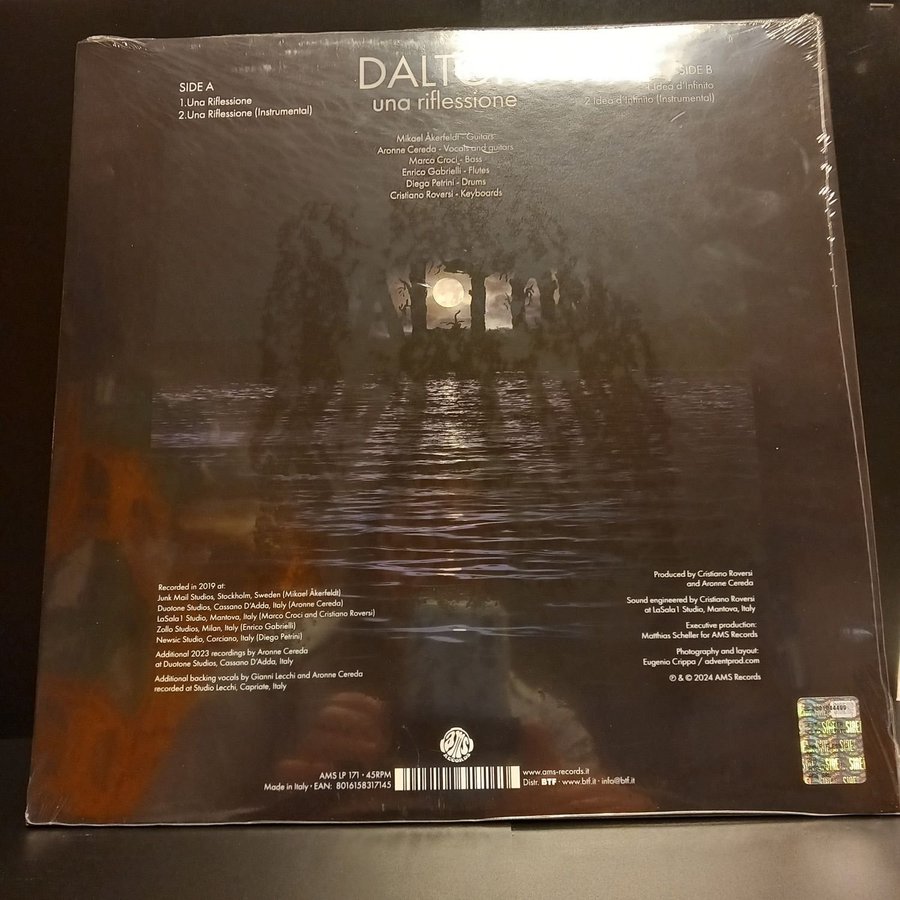 DALTO
una riflessione
SIDE A
1.Una Riflessione
2.Una Riflessione (Instrumental)
SIDE B
Idea d'Infinito
2 Idea d'Infinito (Instrumental)
Mikael Åkerfeldt - Guitars
Aronne Cereda - Vocals and guitars
Marco Croci - Bass
Enrico Gabrielli - Flutes
Diego Petrini - Drums
Cristiano Roversi - Keyboards
Recorded in 2019 at:
Junk Mail Studios, Stockholm, Sweden (Mikael Åkerfeldt)
Duotone Studios, Cassano D'Adda, Italy (Aronne Cereda)
LaSala1 Studio, Mantova, Italy (Marco Croci and Cristiano Roversi)
Zollo Studios, Milan, Italy (Enrico Gabrielli)
Newsic Studio, Corciano, Italy (Diego Petrini)
Additional 2023 recordings by Aronne Cereda
at Duotone Studios, Cassano D'Adda, Italy
Additional backing vocals by Gianni Lecchi and Aronne Cereda
recorded at Studio Lecchi, Capriate, Italy
Produced by Cristiano Roversi
and Aronne Cereda
Sound engineered by Cristiano Roversi
at LaSala1 Studio, Mantova, Italy
Executive production:
Matthias Scheller for AMS Records
Photography and layout:
Eugenio Crippa / adventprod.com
℗ & © 2024 AMS Records
AMS
RECORDS
AMS LP 171 · 45RPM
Made in Italy · EAN: 8016158317145
www.ams-records.it
Distr. BTF · www.btf.it · info@btf.it
SIAE